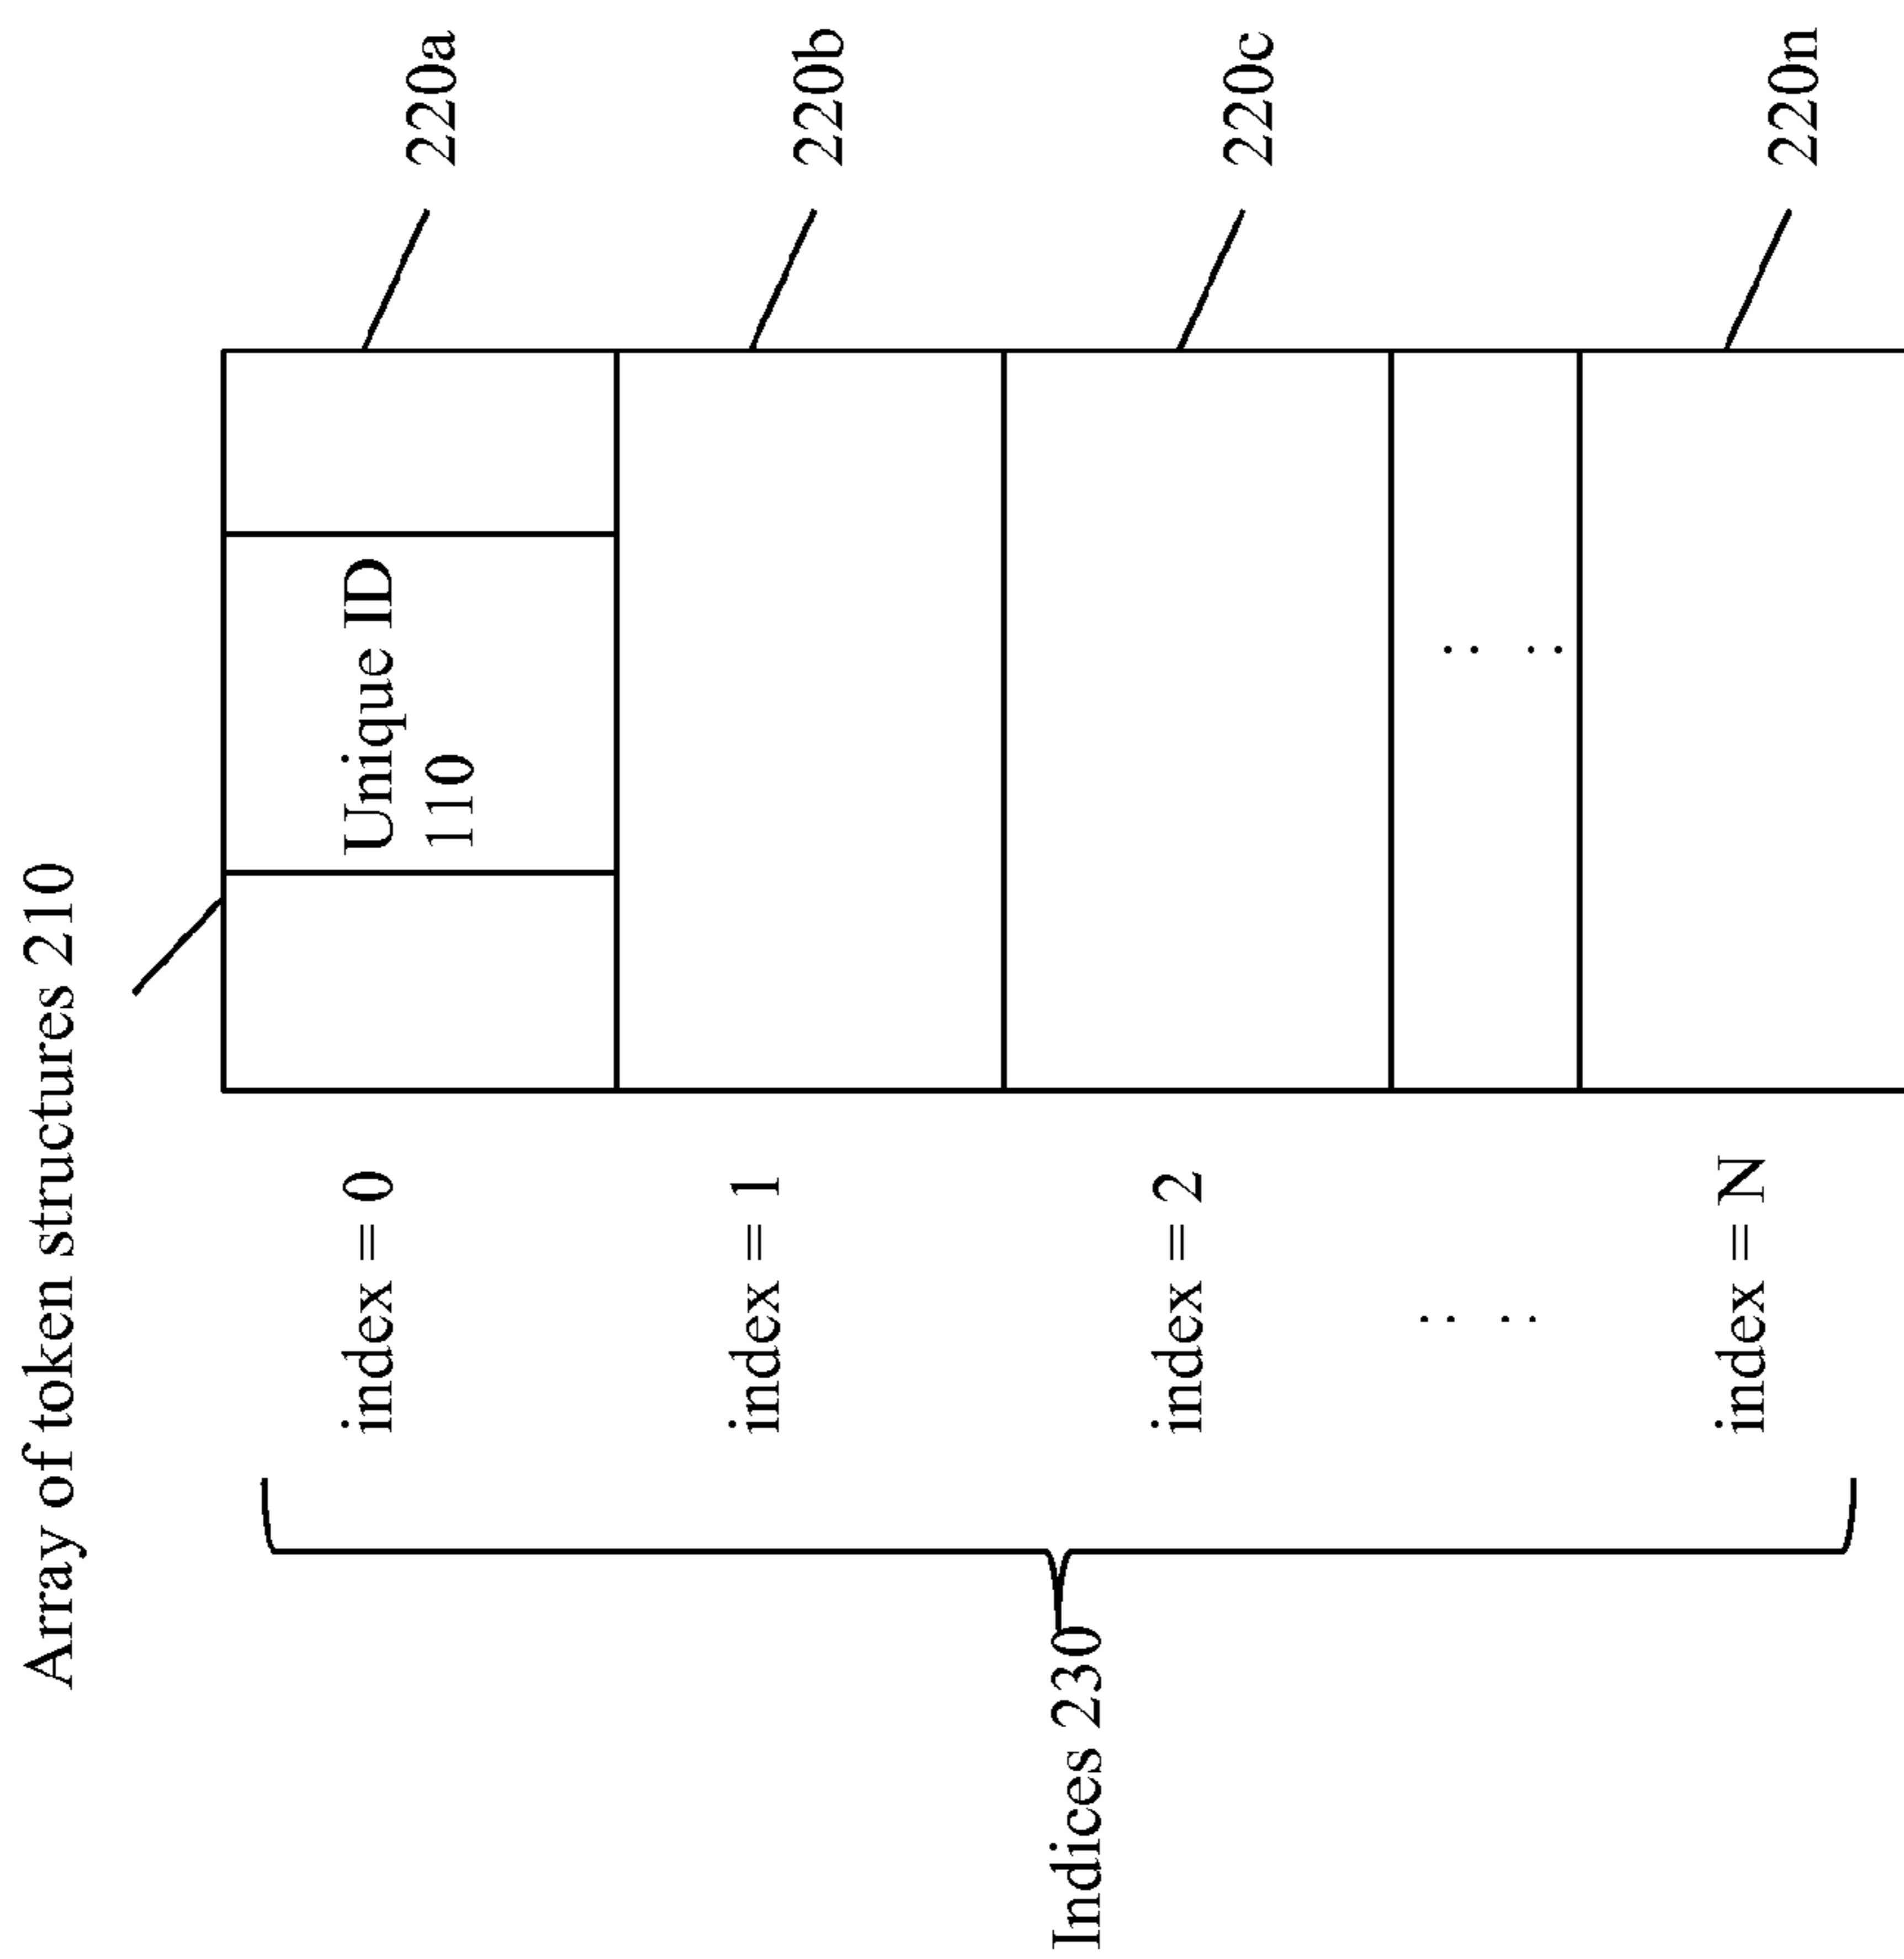 Array of token structures 210
Indices 230
index = 0
Unique ID
110
220a
index = 1
220b
index = 2
220c
index = N
220n